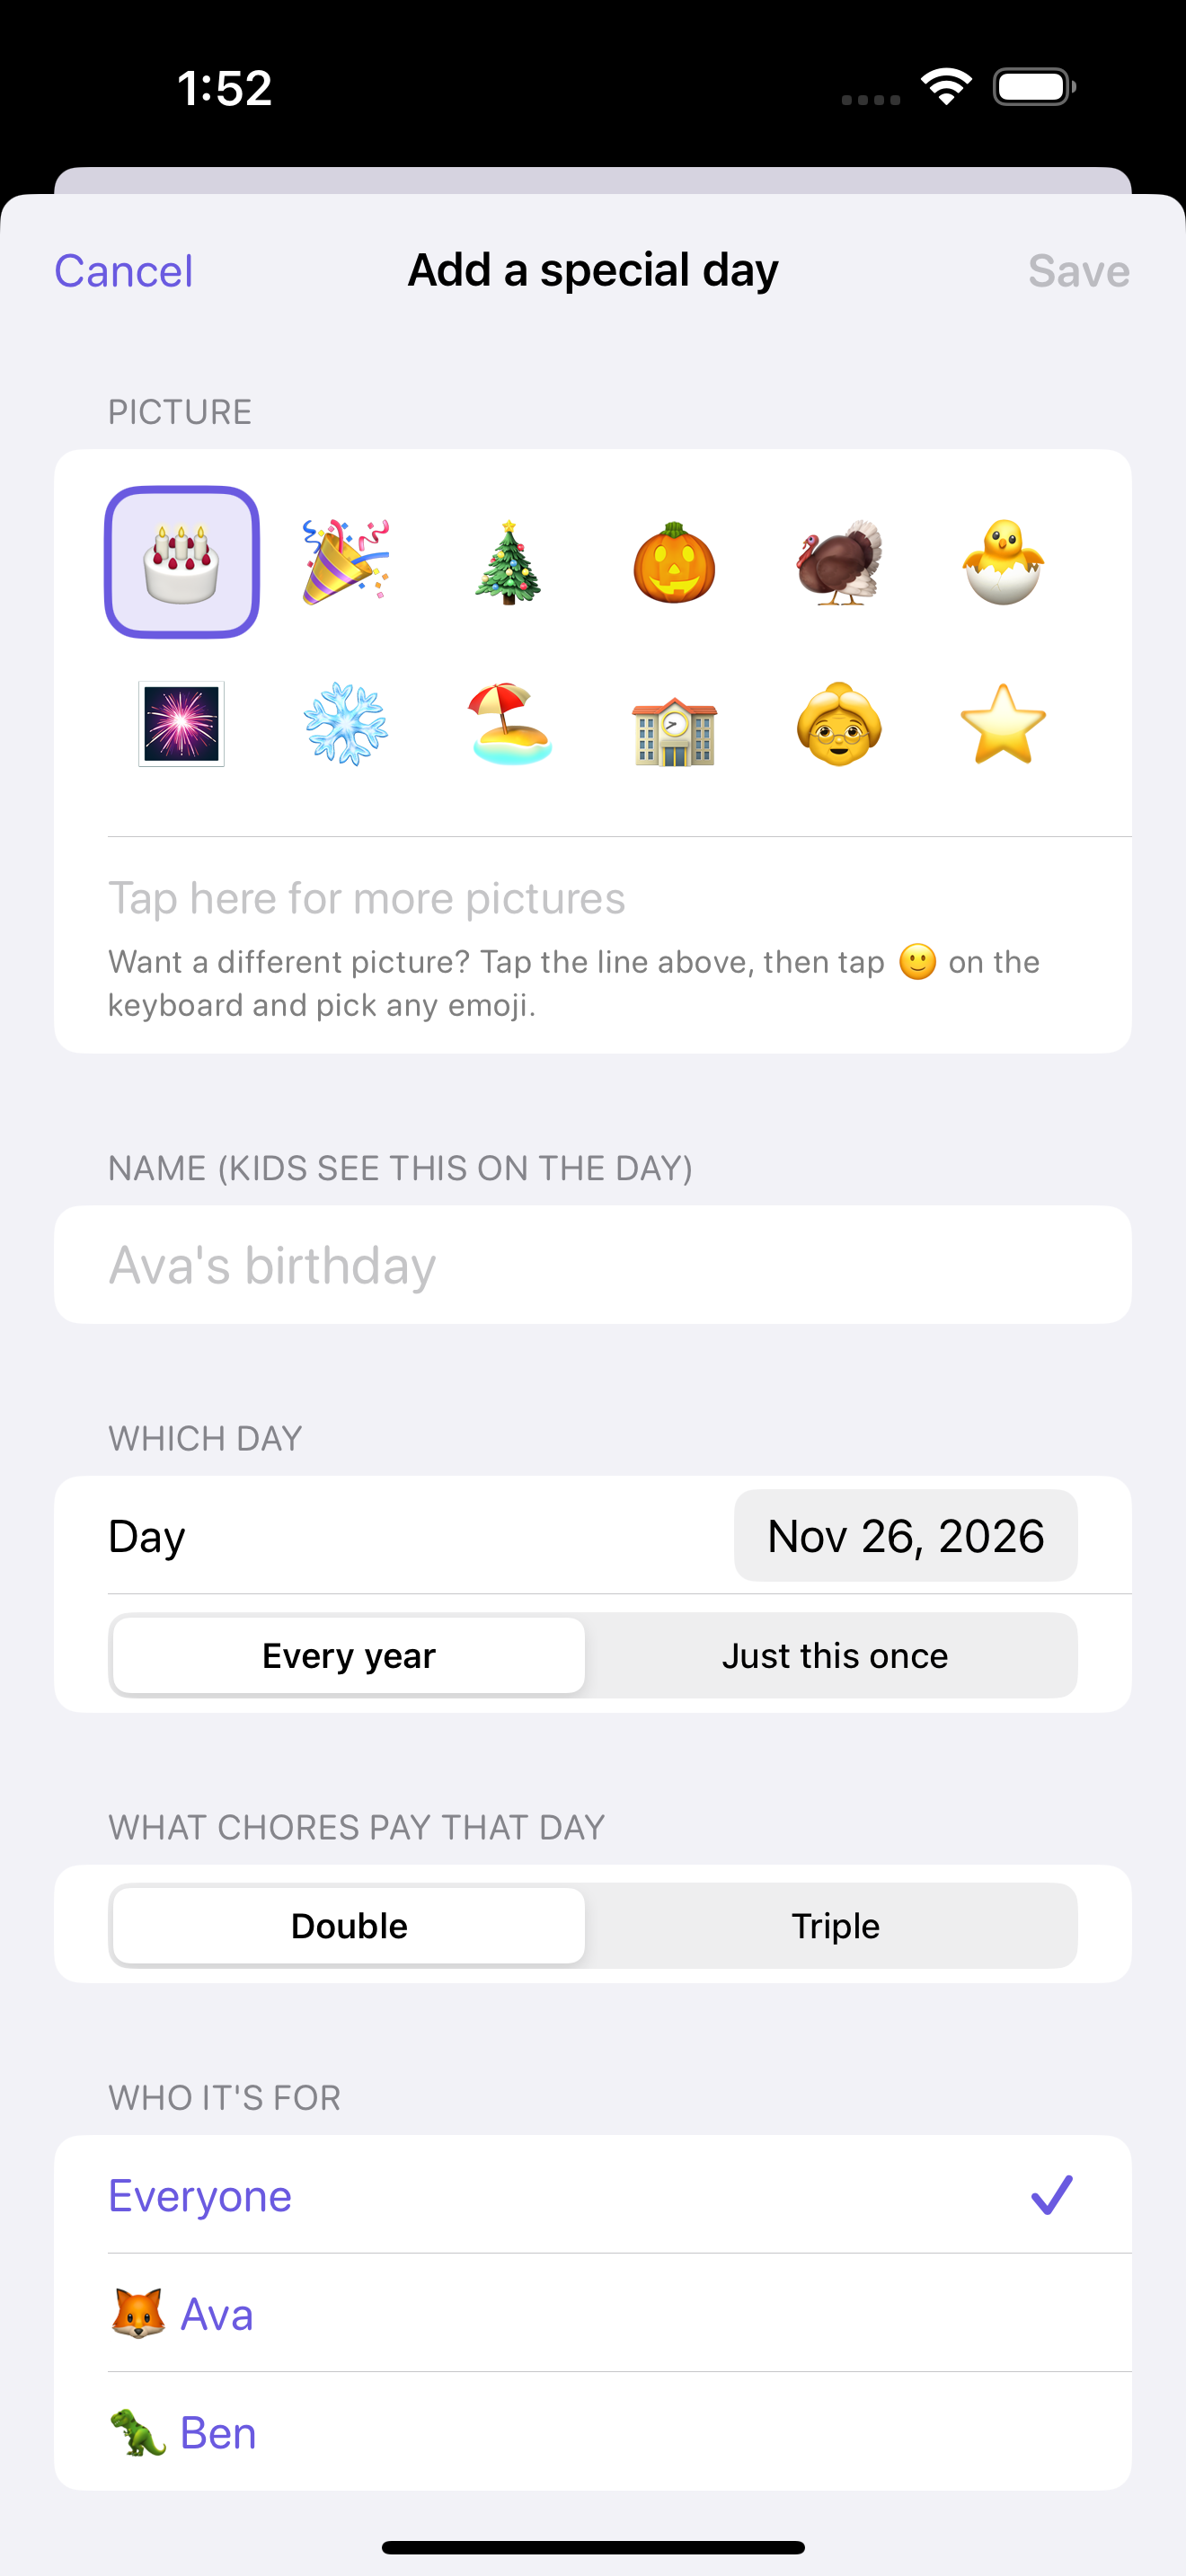 1:52
Cancel
Add a special day
Save
PICTURE
Tap here for more pictures
Want a different picture? Tap the line above, then tap 🙂 on the
keyboard and pick any emoji.
NAME (KIDS SEE THIS ON THE DAY)
Ava's birthday
WHICH DAY
Day
Nov 26, 2026
Every year
Just this once
WHAT CHORES PAY THAT DAY
Double
Triple
WHO IT'S FOR
Everyone
Ava
Ben